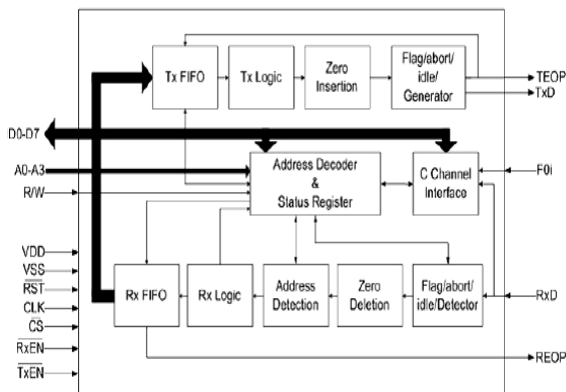 Tx FIFO
Tx Logic
Zero
Insertion
Flag/abort/
idle/
Generator
TEOP
TxD
D0-D7
A0-A3
R/W
Address Decoder
&
Status Register
C Channel
Interface
F0i
VDD
VSS
RST
CLK
CS
RxEN
TxEN
Rx FIFO
Rx Logic
Address
Detection
Zero
Deletion
Flag/abort/
idle/Detector
RxD
REOP